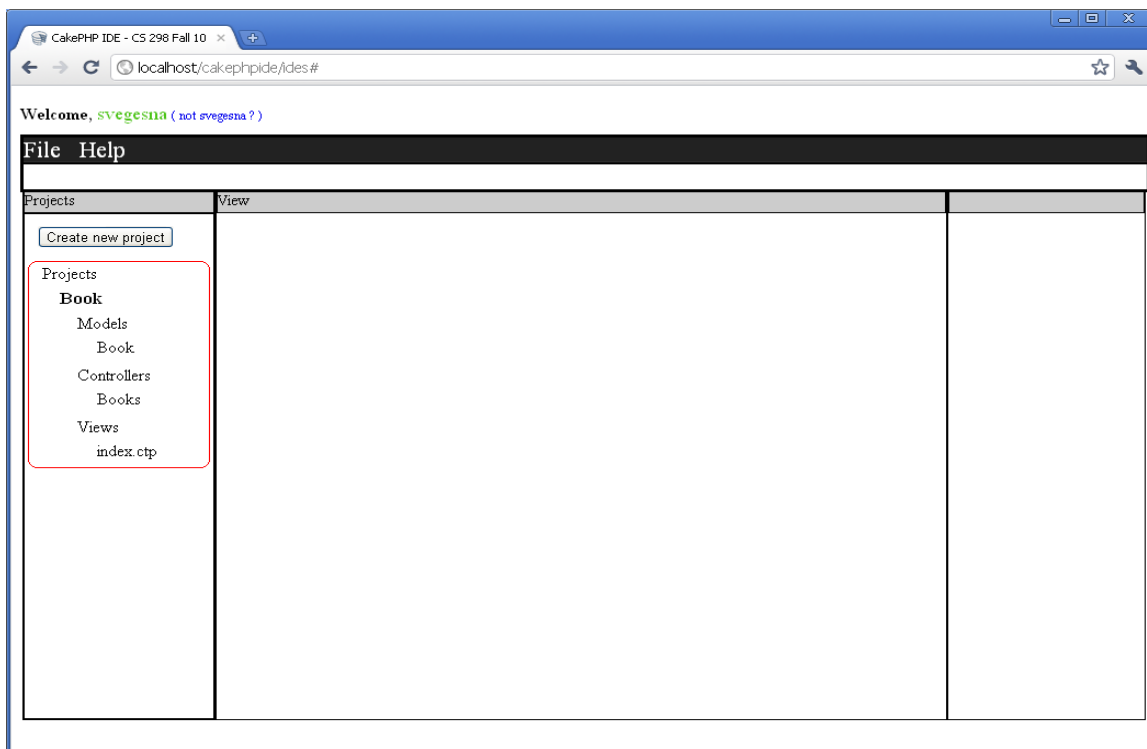 CakePHP IDE - CS 298 Fall 10
localhost/cakephpide/ides#
Welcome, svegesna ( not svegesna ? )
File Help
Projects View
Create new project
Projects
Book
Models
Book
Controllers
Books
Views
index.ctp